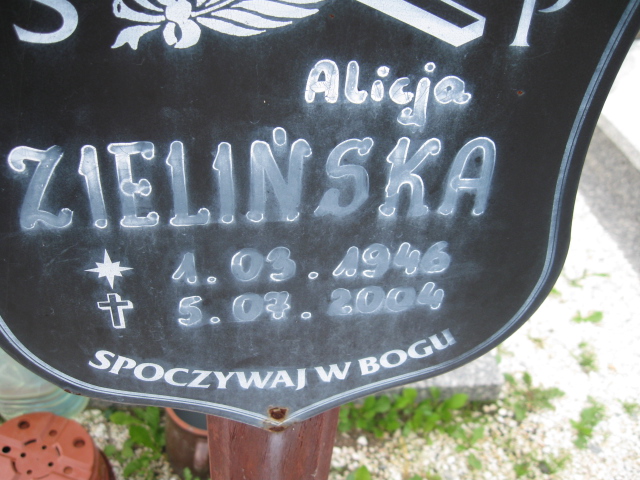 S P
Alicja
ZIELIŃSKA
1.03.1946
5.07.2004
SPOCZYWAJ W BOGU